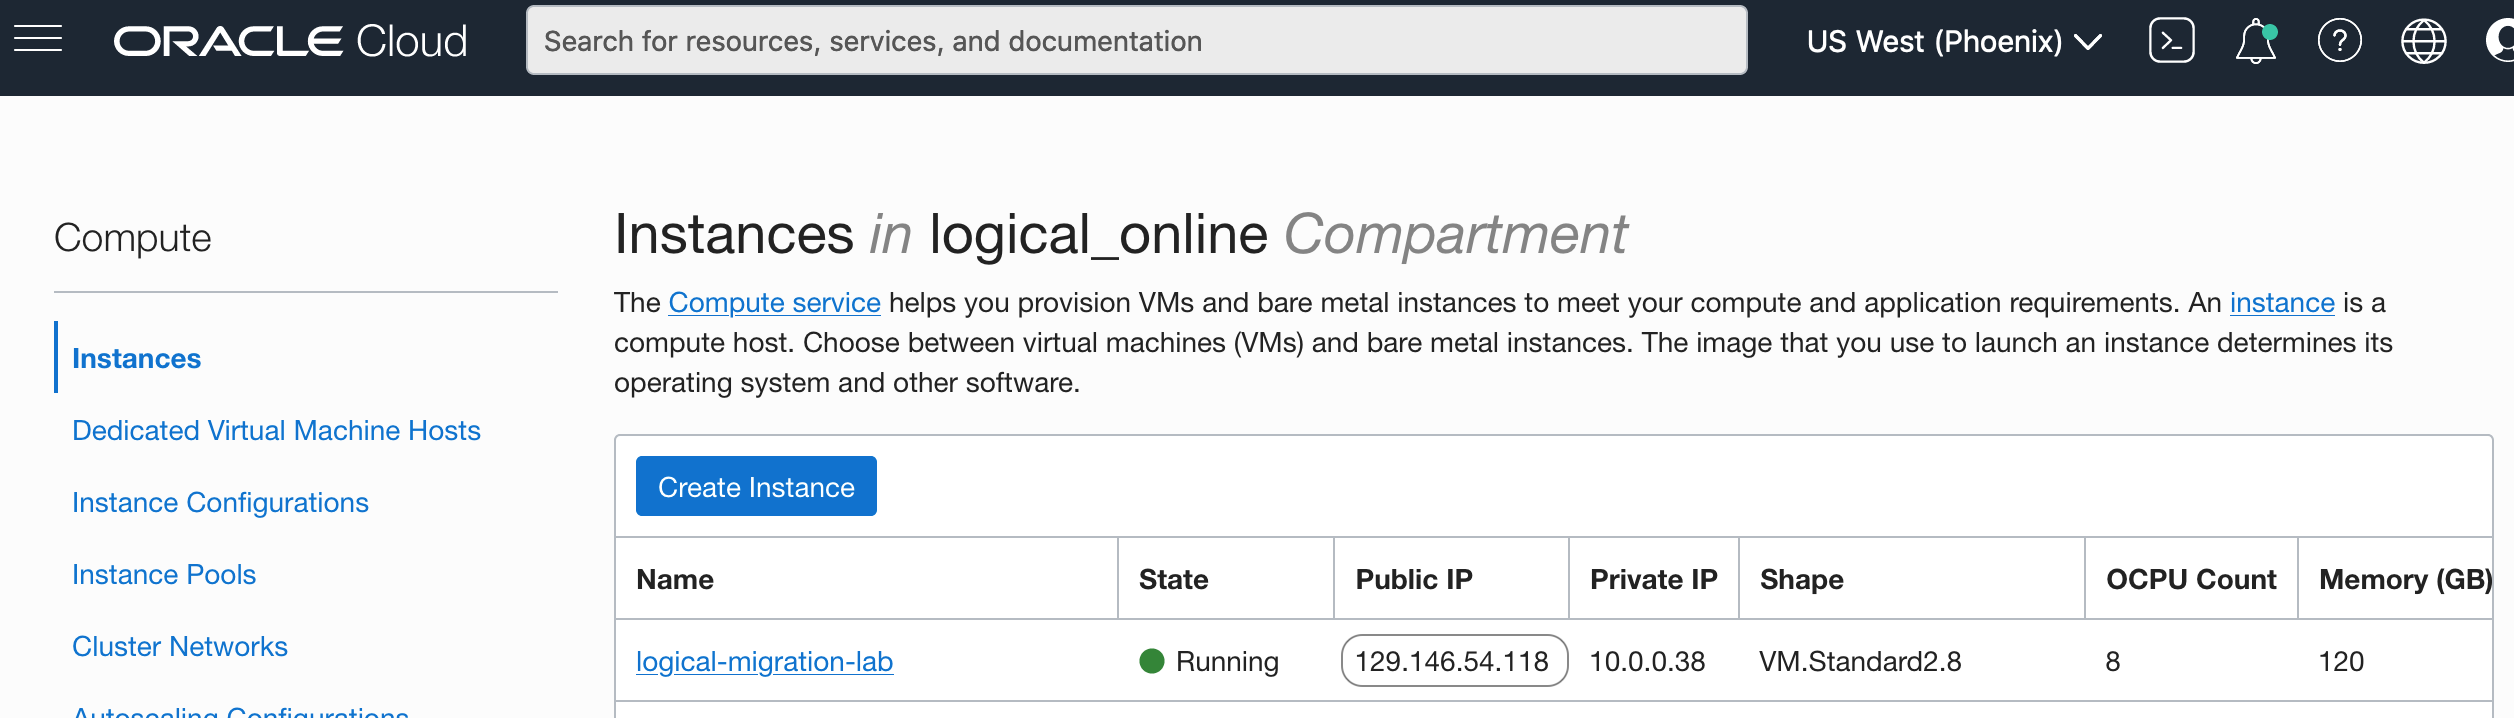 ORACLE Cloud
Search for resources, services, and documentation
US West (Phoenix)
Compute
Instances
Dedicated Virtual Machine Hosts
Instance Configurations
Instance Pools
Cluster Networks
Autoscaling Configurations
Instances in logical_online Compartment
The Compute service helps you provision VMs and bare metal instances to meet your compute and application requirements. An instance is a
compute host. Choose between virtual machines (VMs) and bare metal instances. The image that you use to launch an instance determines its
operating system and other software.
Create Instance
Name State Public IP Private IP Shape OCPU Count Memory (GB)
logical-migration-lab Running 129.146.54.118 10.0.0.38 VM.Standard2.8 8 120